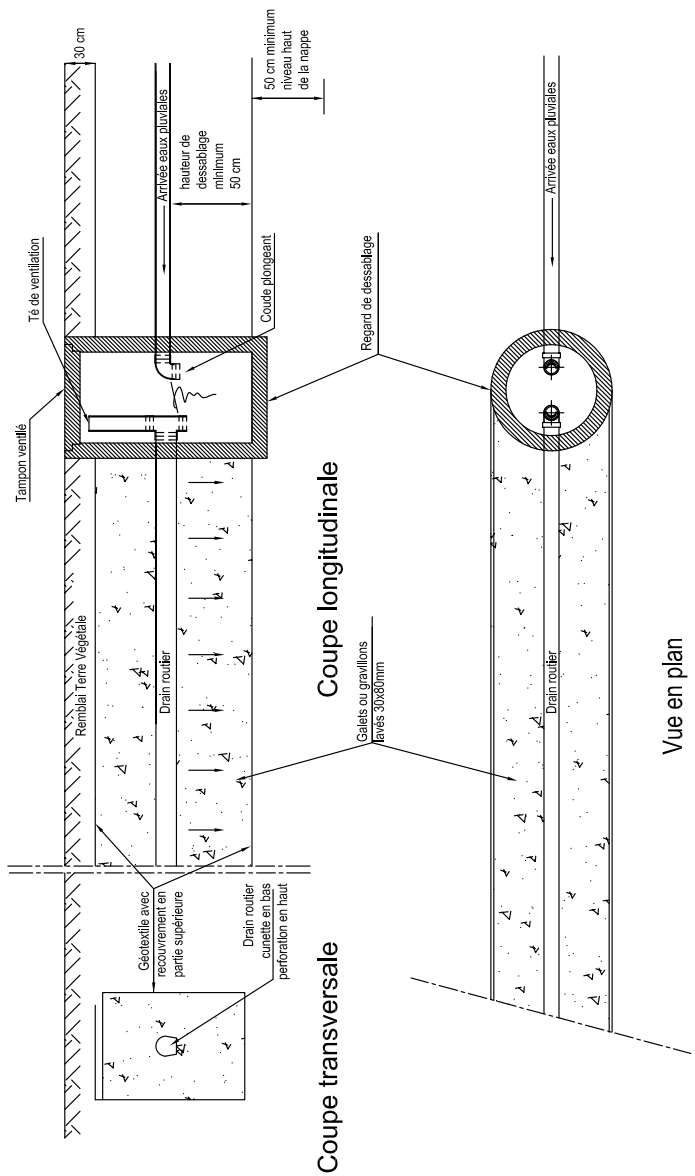 30 cm
50 cm minimum
niveau haut
de la nappe
Arrivée eaux pluviales
hauteur de
dessablage
minimum
50 cm
Té de ventilation
Coude plongeant
Tampon ventilé
Regard de dessablage
Arrivée eaux pluviales
Remblai Terre Végétale
Drain routier
Coupe longitudinale
Galets ou gravillons
lavés 30x80mm
Drain routier
Vue en plan
Géotextile avec
recouvrement en
partie supérieure
Drain routier
cunette en bas
perforation en haut
Coupe transversale